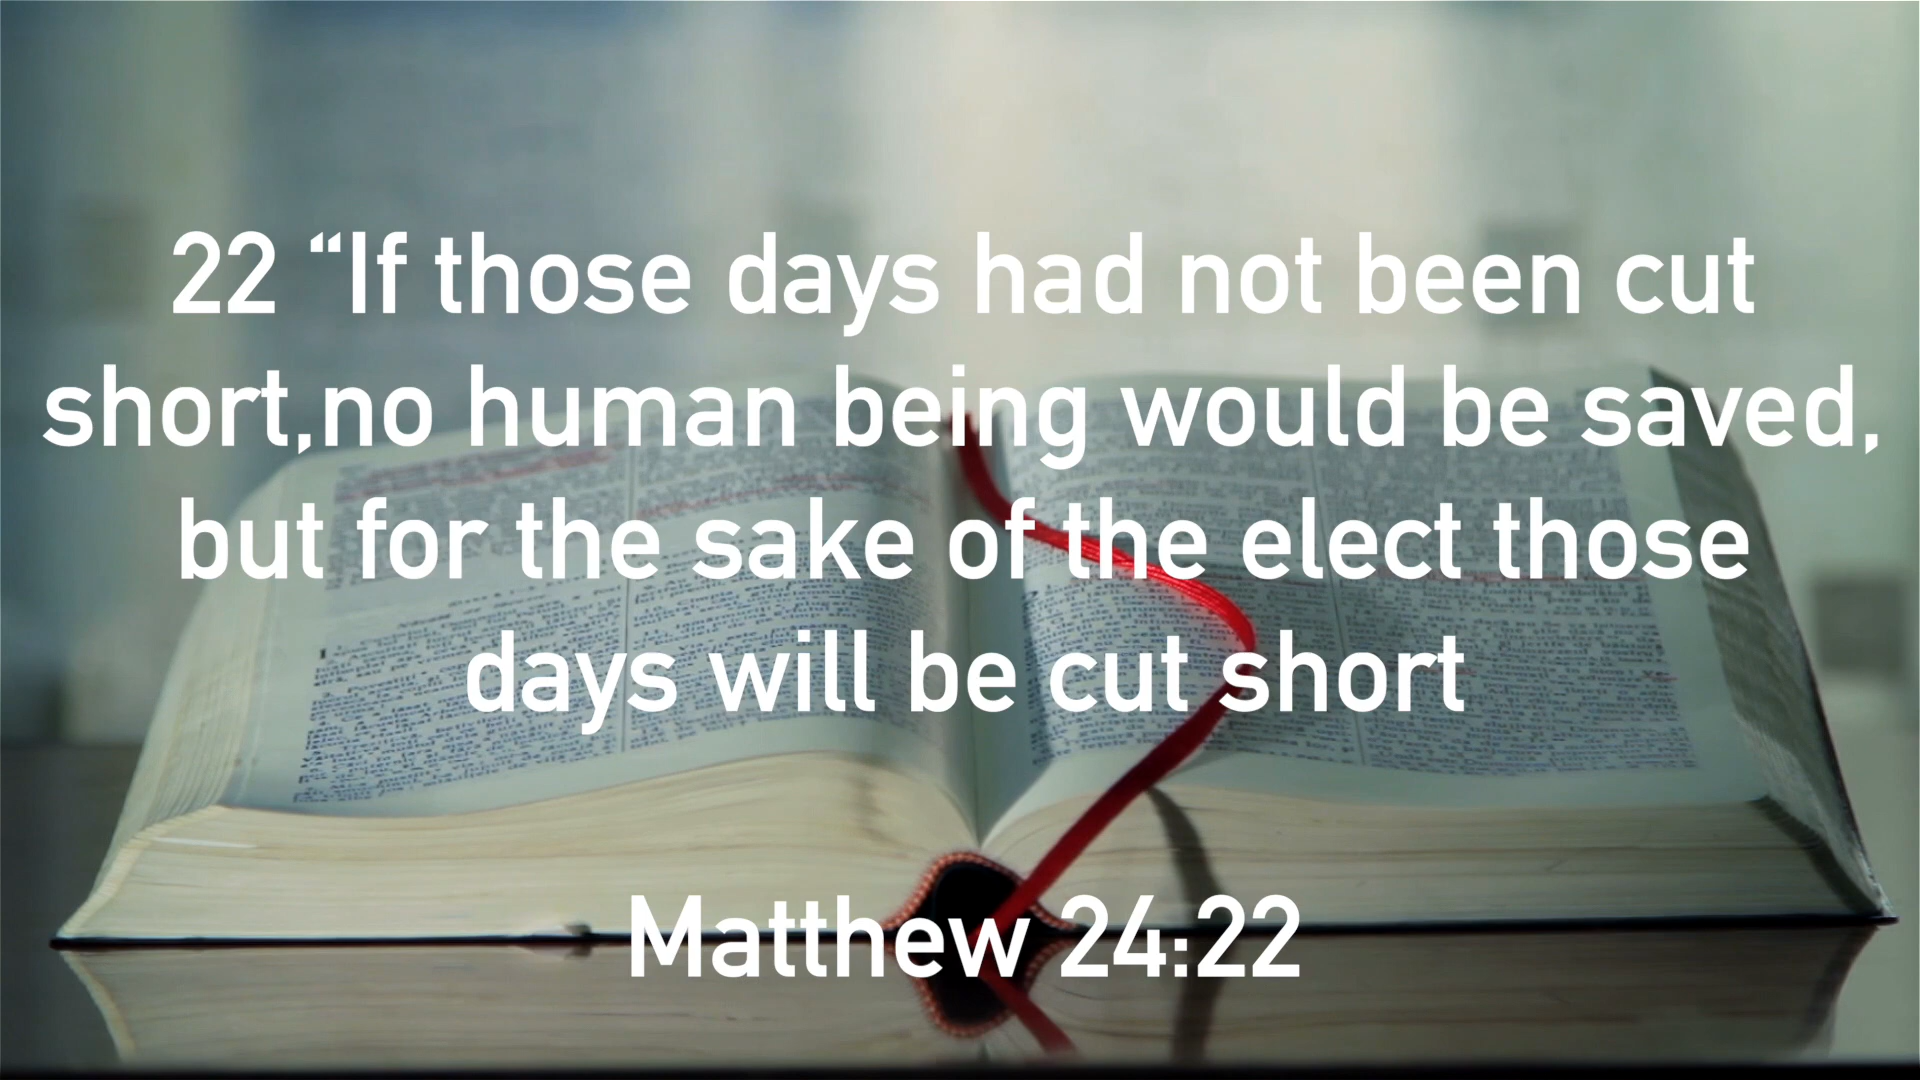 22 “If those days had not been cut
short,no human being would be saved,
but for the sake of the elect those
days will be cut short
Matthew 24:22